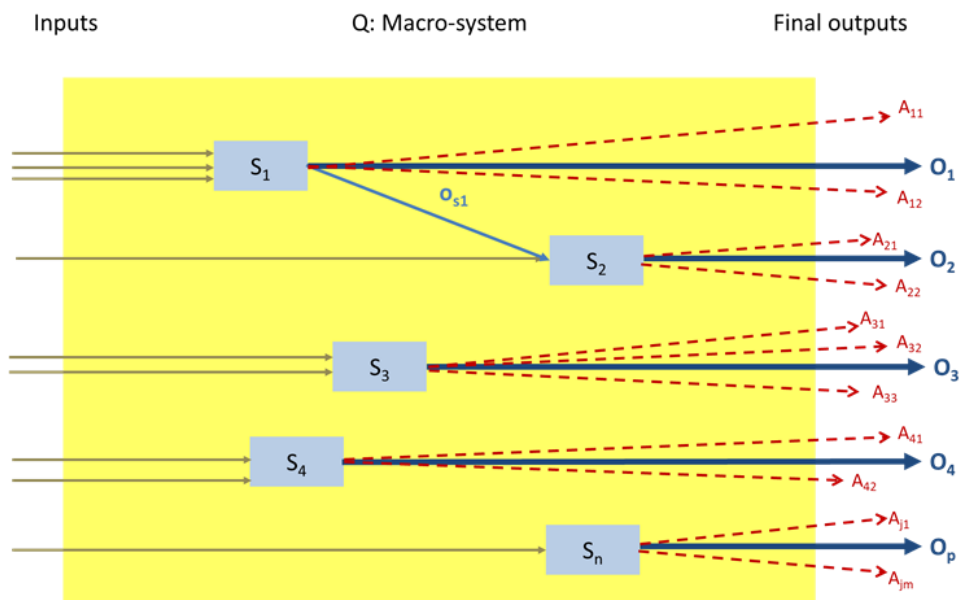 Inputs Q: Macro-system Final outputs
A₁₁
S₁ O₁
A₁₂
Oₛ₁
A₂₁
S₂ O₂
A₂₂
A₃₁
A₃₂
S₃ O₃
A₃₃
A₄₁
S₄ O₄
A₄₂
Aⱼ₁
Sₙ Oₚ
Aⱼₘ